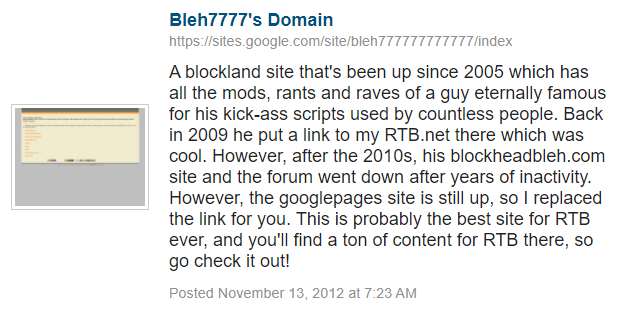 Bleh7777's Domain
https://sites.google.com/site/bleh777777777777/index
A blockland site that's been up since 2005 which has
all the mods, rants and raves of a guy eternally famous
for his kick-ass scripts used by countless people. Back
in 2009 he put a link to my RTB.net there which was
cool. However, after the 2010s, his blockheadbleh.com
site and the forum went down after years of inactivity.
However, the googlepages site is still up, so I replaced
the link for you. This is probably the best site for RTB
ever, and you'll find a ton of content for RTB there, so
go check it out!
Posted November 13, 2012 at 7:23 AM